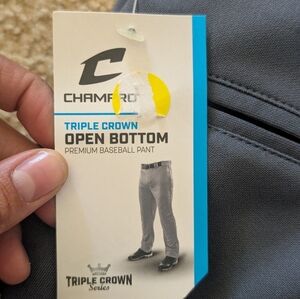 CHAMPRO
TRIPLE CROWN
OPEN BOTTOM
PREMIUM BASEBALL PANT
TRIPLE CROWN
Series